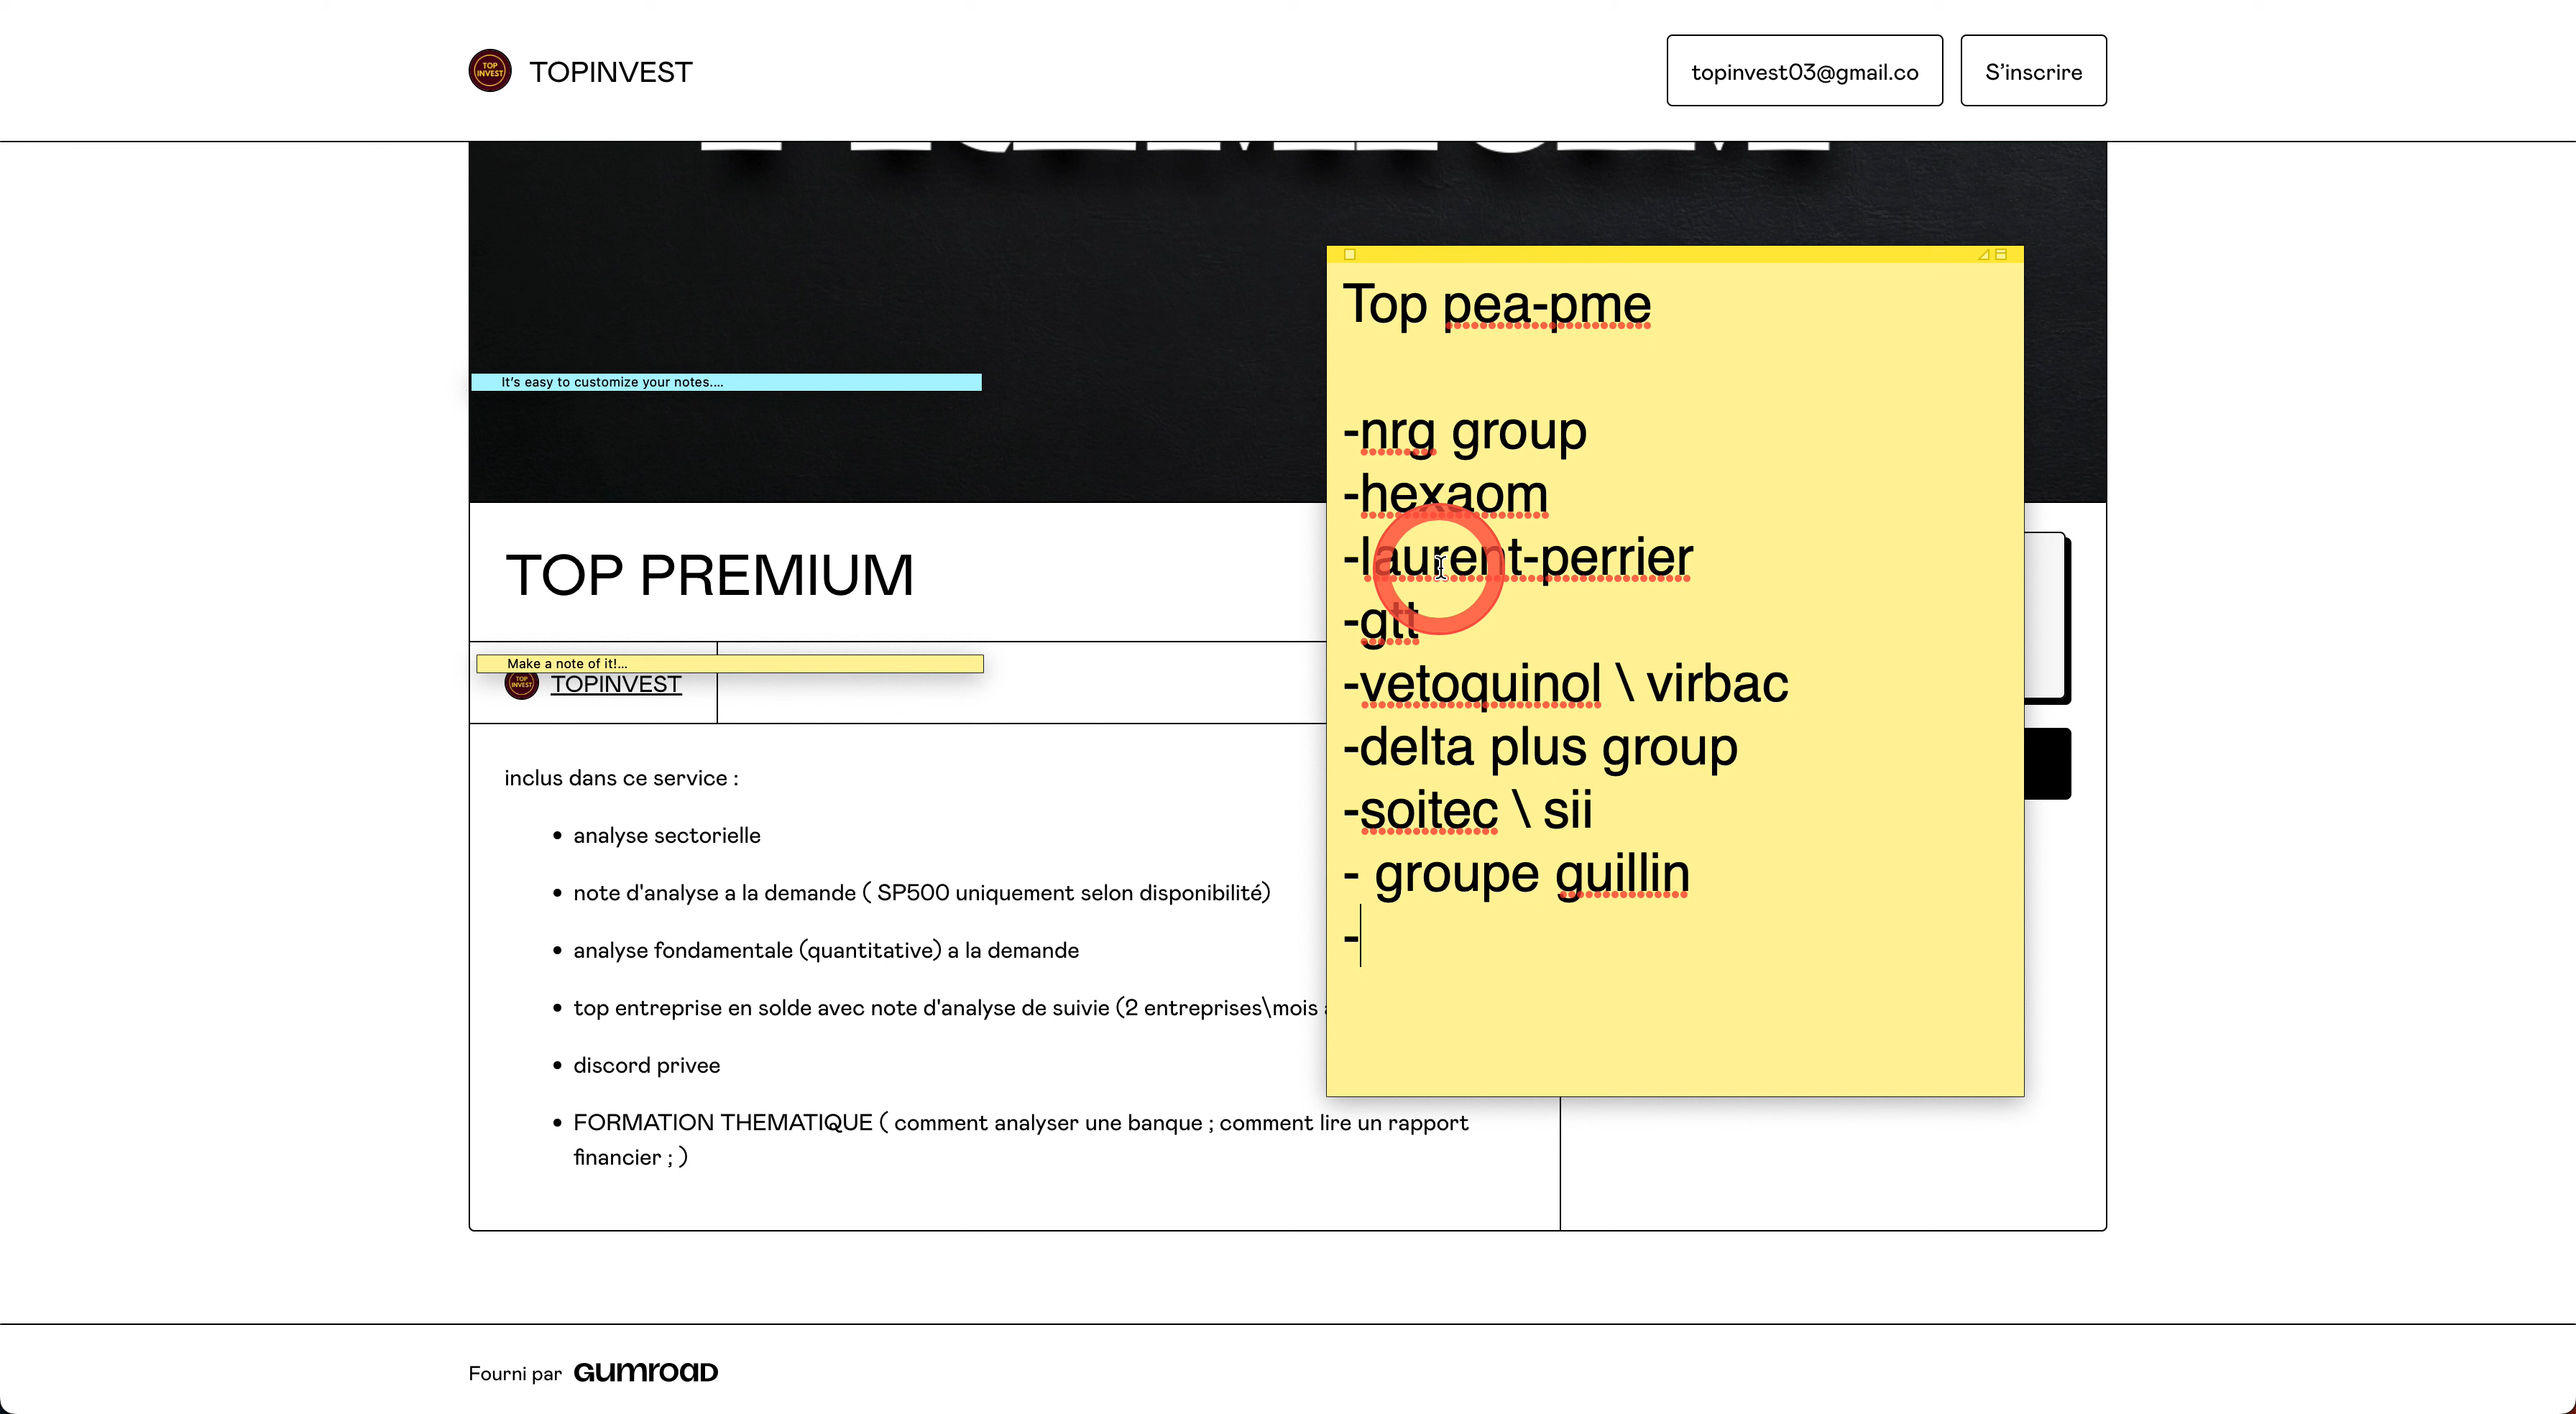 TOP INVEST
TOPINVEST
topinvest03@gmail.co
S'inscrire
It's easy to customize your notes....
TOP PREMIUM
Make a note of it!...
TOP INVEST
TOPINVEST
inclus dans ce service :
• analyse sectorielle
• note d'analyse a la demande ( SP500 uniquement selon disponibilité)
• analyse fondamentale (quantitative) a la demande
• top entreprise en solde avec note d'analyse de suivie (2 entreprises\mois
• discord privee
• FORMATION THEMATIQUE ( comment analyser une banque ; comment lire un rapport
financier ; )
Top pea-pme
-nrg group
-hexaom
-laurent-perrier
-gtt
-vetoquinol \ virbac
-delta plus group
-soitec \ sii
- groupe guillin
-
Fourni par GUMROAD